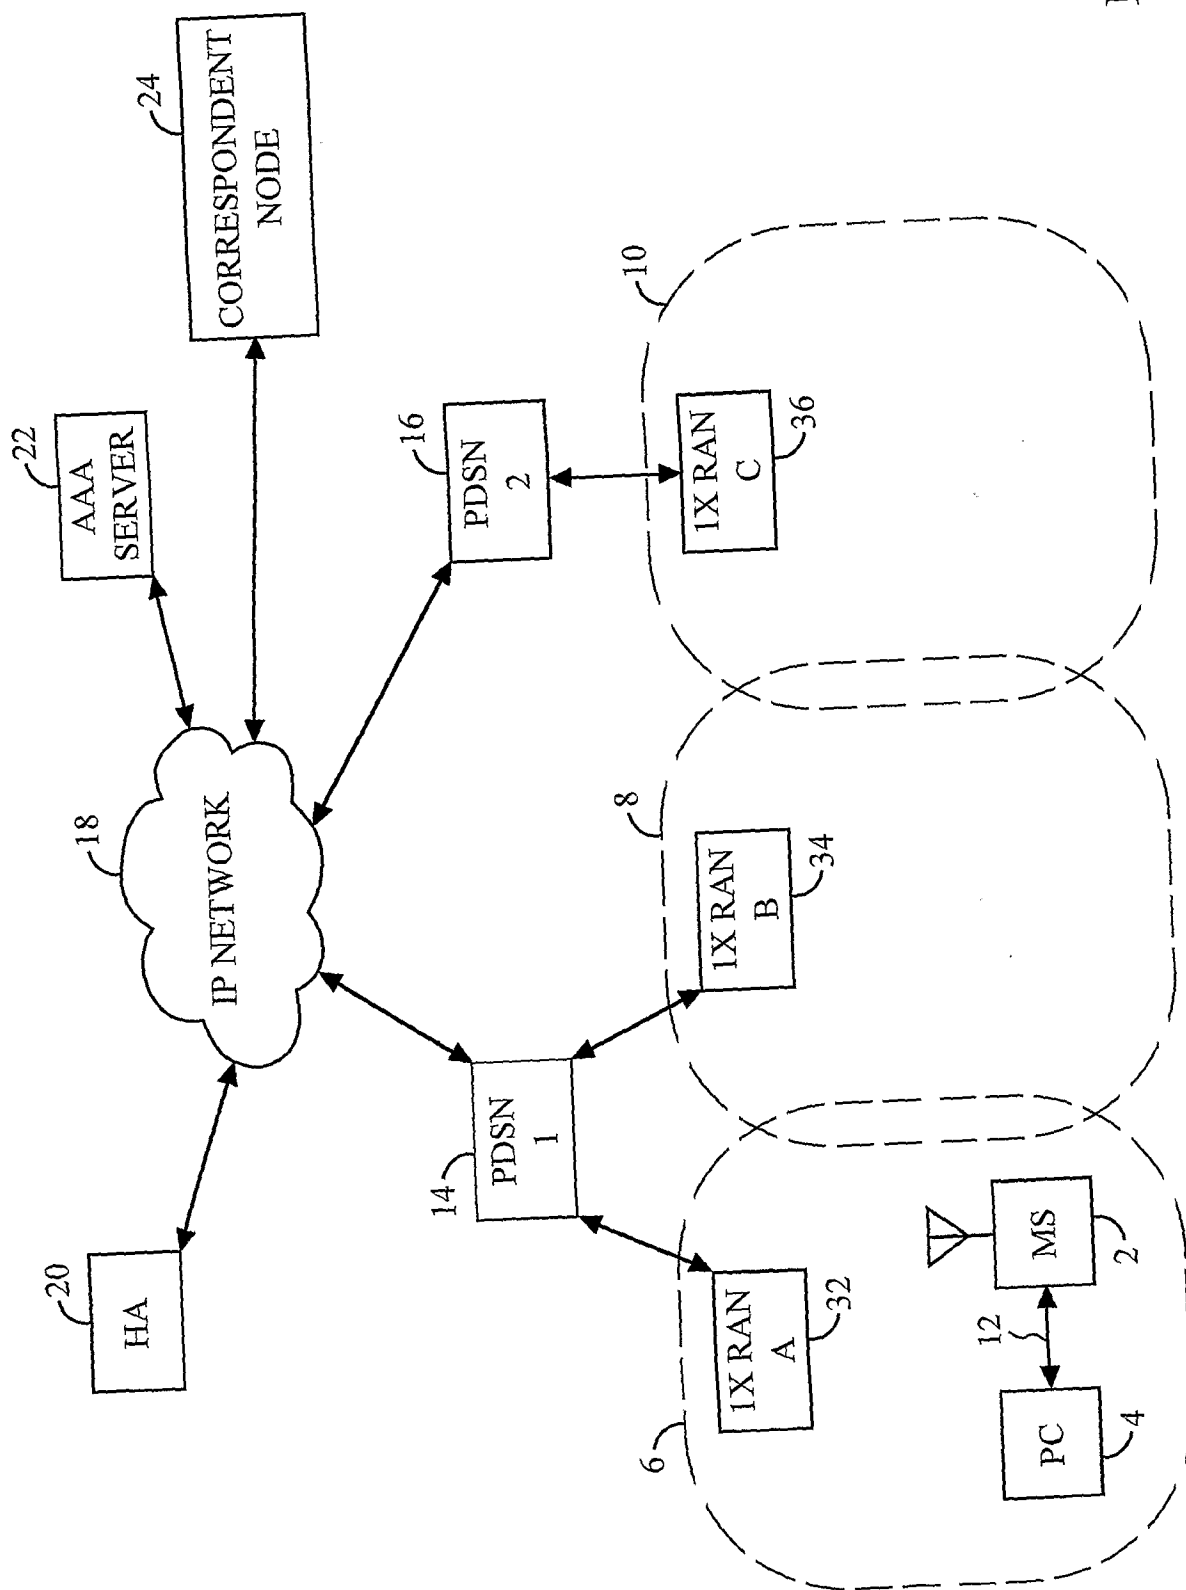 20
HA
18
IP NETWORK
22
AAA
SERVER
24
CORRESPONDENT
NODE
14
PDSN
1
16
PDSN
2
6
1X RAN
A
32
8
1X RAN
B
34
10
1X RAN
C
36
PC
4
12
MS
2